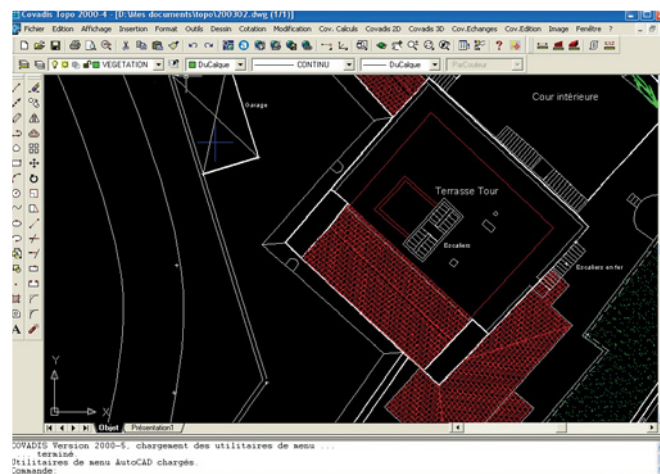 Covadis Topo 2000-4 - [D:\Mes documents\topo\200302.dwg (1/1)]
Fichier Edition Affichage Insertion Format Outils Dessin Cotation Modification Cov. Calculs Covadis 2D Covadis 3D Cov.Echanges Cov.Edition Image Fenêtre ?
VEGETATION DuCalque CONTINU DuCalque ParCouleur
Garage
Cour intérieure
Terrasse Tour
Escaliers
Escaliers en fer
Y
X
Objet Présentation1
COVADIS Version 2000-5, chargement des utilitaires de menu ...
... terminé.
Utilitaires de menu AutoCAD chargés.
Commande: